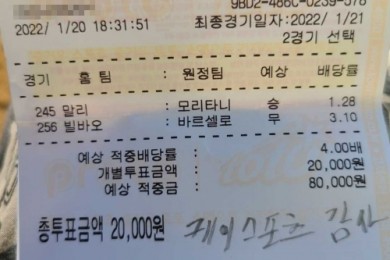 9BD2-486C-0239-578
2022/ 1/20 18:31:51 최종경기일자:2022/ 1/21
2경기 선택
경기 홈팀 : 원정팀 예상 배당률
245 말리 : 모리타니 승 1.28
256 빌바오 : 바르셀로 무 3.10
예상 적중배당률 : 4.00배
개별투표금액 : 20,000원
예상 적중금 : 80,000원
총투표금액 20,000원 제이스포츠 감사